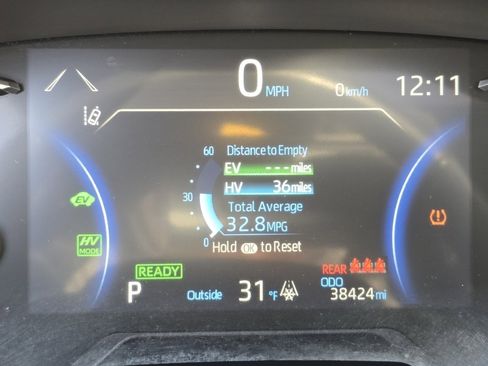 0 MPH 0 km/h 12:11
60 Distance to Empty
EV --- miles
30 HV 36 miles
Total Average
32.8 MPG
0 Hold OK to Reset
EV
HV
MODE
READY
REAR
P Outside 31 °F ODO
38424 mi